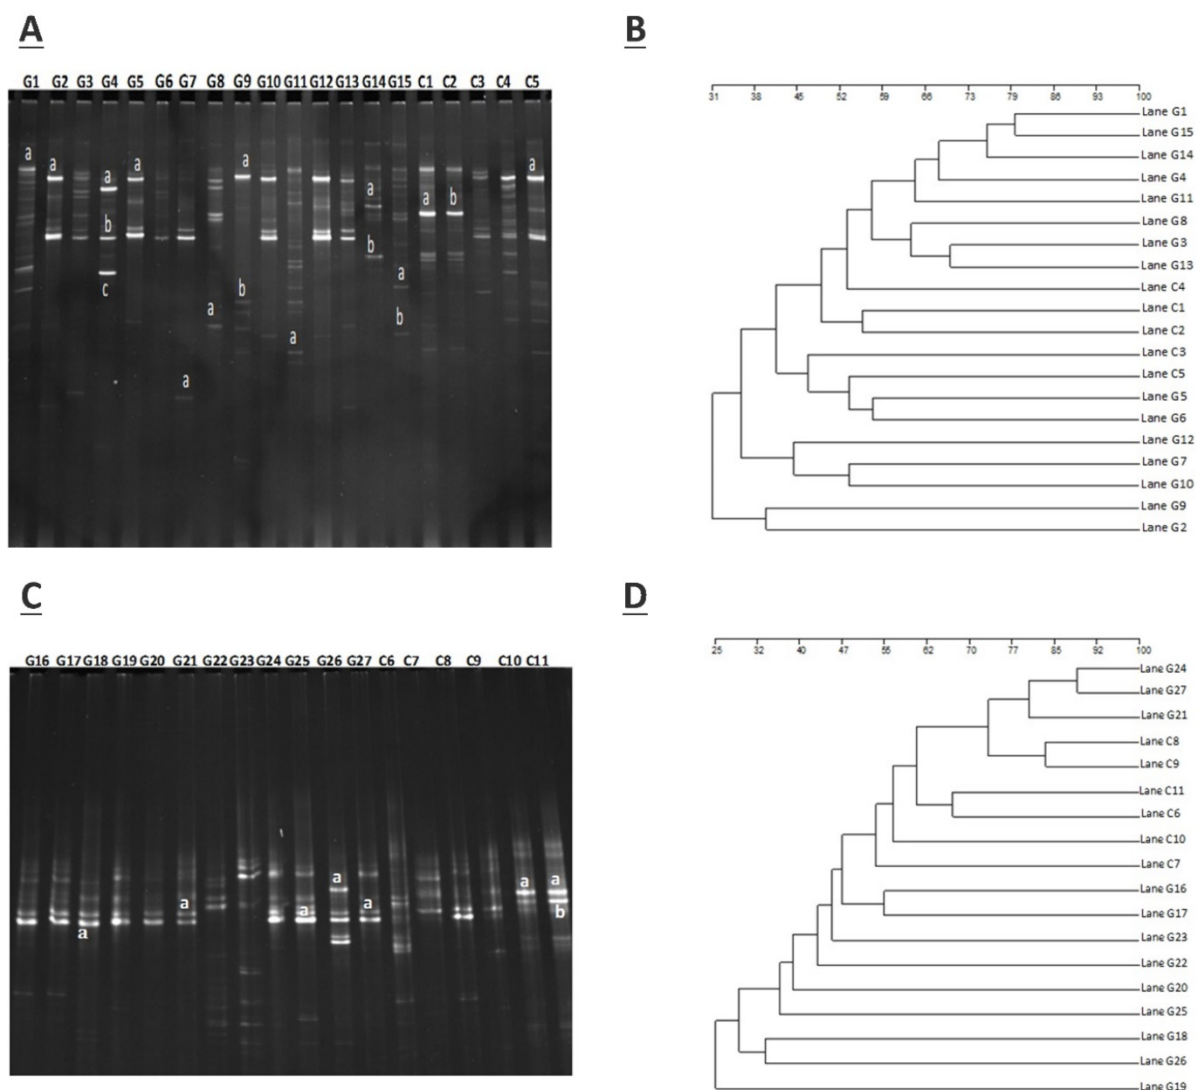 A
B
G1 G2 G3 G4 G5 G6 G7 G8 G9 G10 G11 G12 G13 G14 G15 C1 C2 C3 C4 C5
a a a a a a
a a b
b b
a
c b a
a b
a
a
31 38 45 52 59 66 73 79 86 93 100
Lane G1
Lane G15
Lane G14
Lane G4
Lane G11
Lane G8
Lane G3
Lane G13
Lane C4
Lane C1
Lane C2
Lane C3
Lane C5
Lane G5
Lane G6
Lane G12
Lane G7
Lane G10
Lane G9
Lane G2
C
D
G16 G17 G18 G19 G20 G21 G22 G23 G24 G25 G26 G27 C6 C7 C8 C9 C10 C11
a a a
a a a
a b
25 32 40 47 55 62 70 77 85 93 100
Lane G24
Lane G27
Lane G21
Lane C8
Lane C9
Lane C11
Lane C6
Lane C10
Lane C7
Lane G16
Lane G17
Lane G23
Lane G22
Lane G20
Lane G25
Lane G18
Lane G26
Lane G19